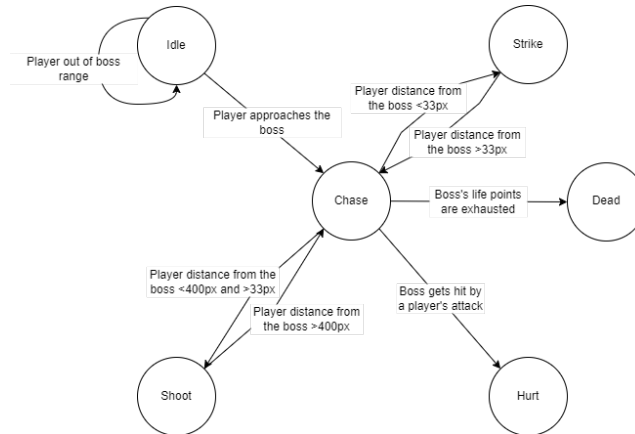 Idle
Strike
Player out of boss
range
Player distance from
the boss <33px
Player approaches the
boss
Player distance from
the boss >33px
Chase
Boss's life points
are exhausted
Dead
Player distance from the
boss <400px and >33px
Boss gets hit by
a player's attack
Player distance from
the boss >400px
Shoot
Hurt